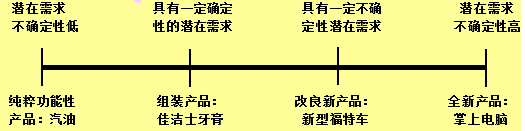 潜在需求
不确定性低
具有一定确定
性的潜在需求
具有一定不确
定性潜在需求
潜在需求
不确定性高
纯粹功能性
产品：汽油
组装产品：
佳洁士牙膏
改良新产品：
新型福特车
全新产品：
掌上电脑